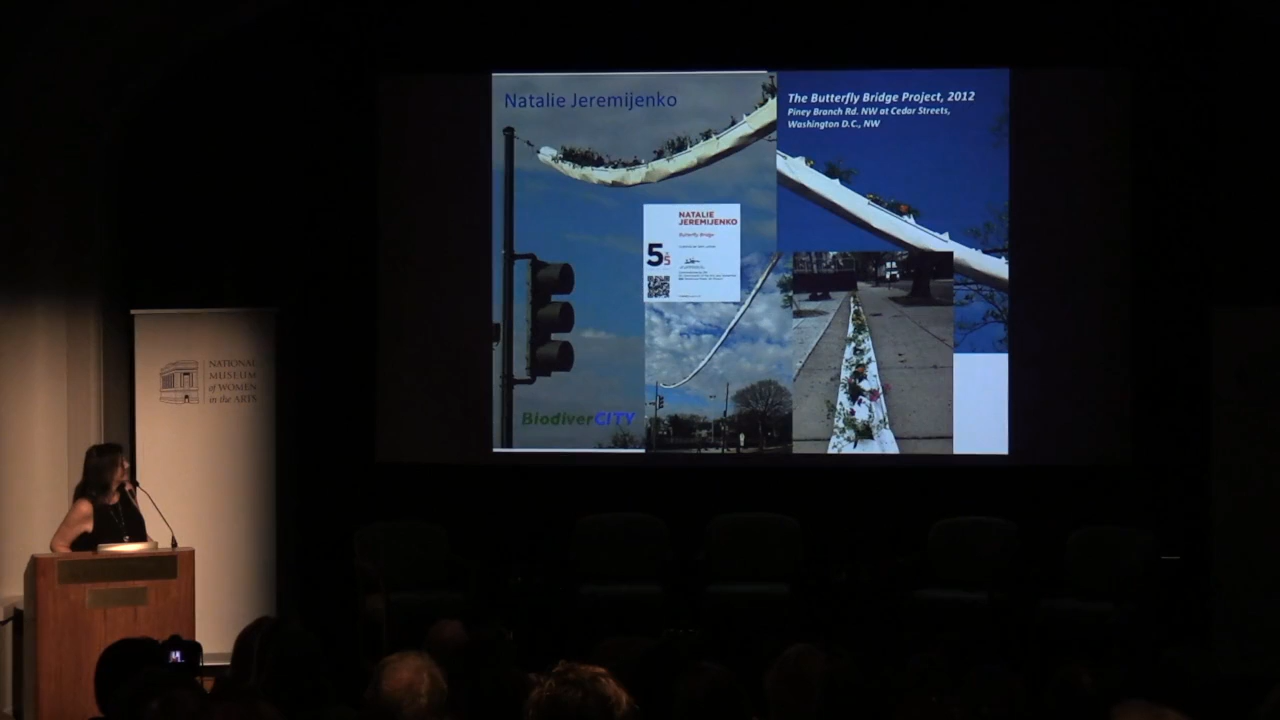 Natalie Jeremijenko
The Butterfly Bridge Project, 2012
Piney Branch Rd. NW at Cedar Streets,
Washington D.C., NW
NATALIE
JEREMIJENKO
Butterfly Bridge
5x5
BiodiverCITY
NATIONAL
MUSEUM
of WOMEN
in the ARTS